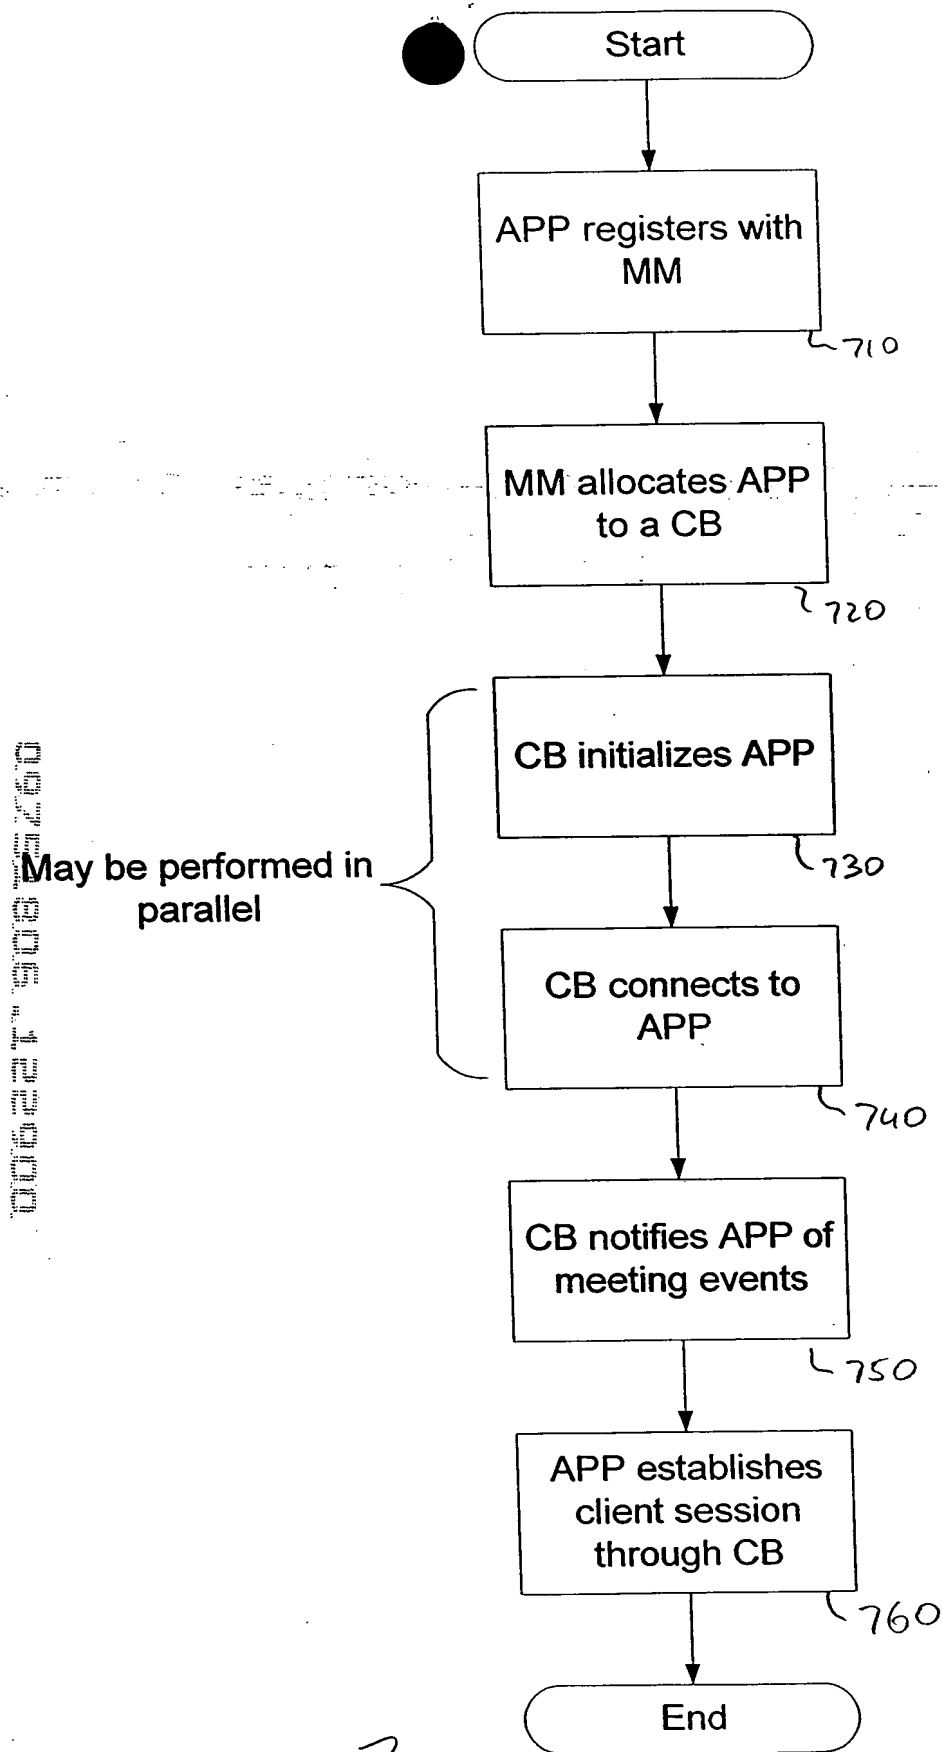 Start
APP registers with
MM
710
MM allocates APP
to a CB
720
CB initializes APP
730
May be performed in
parallel
CB connects to
APP
740
CB notifies APP of
meeting events
750
APP establishes
client session
through CB
760
End